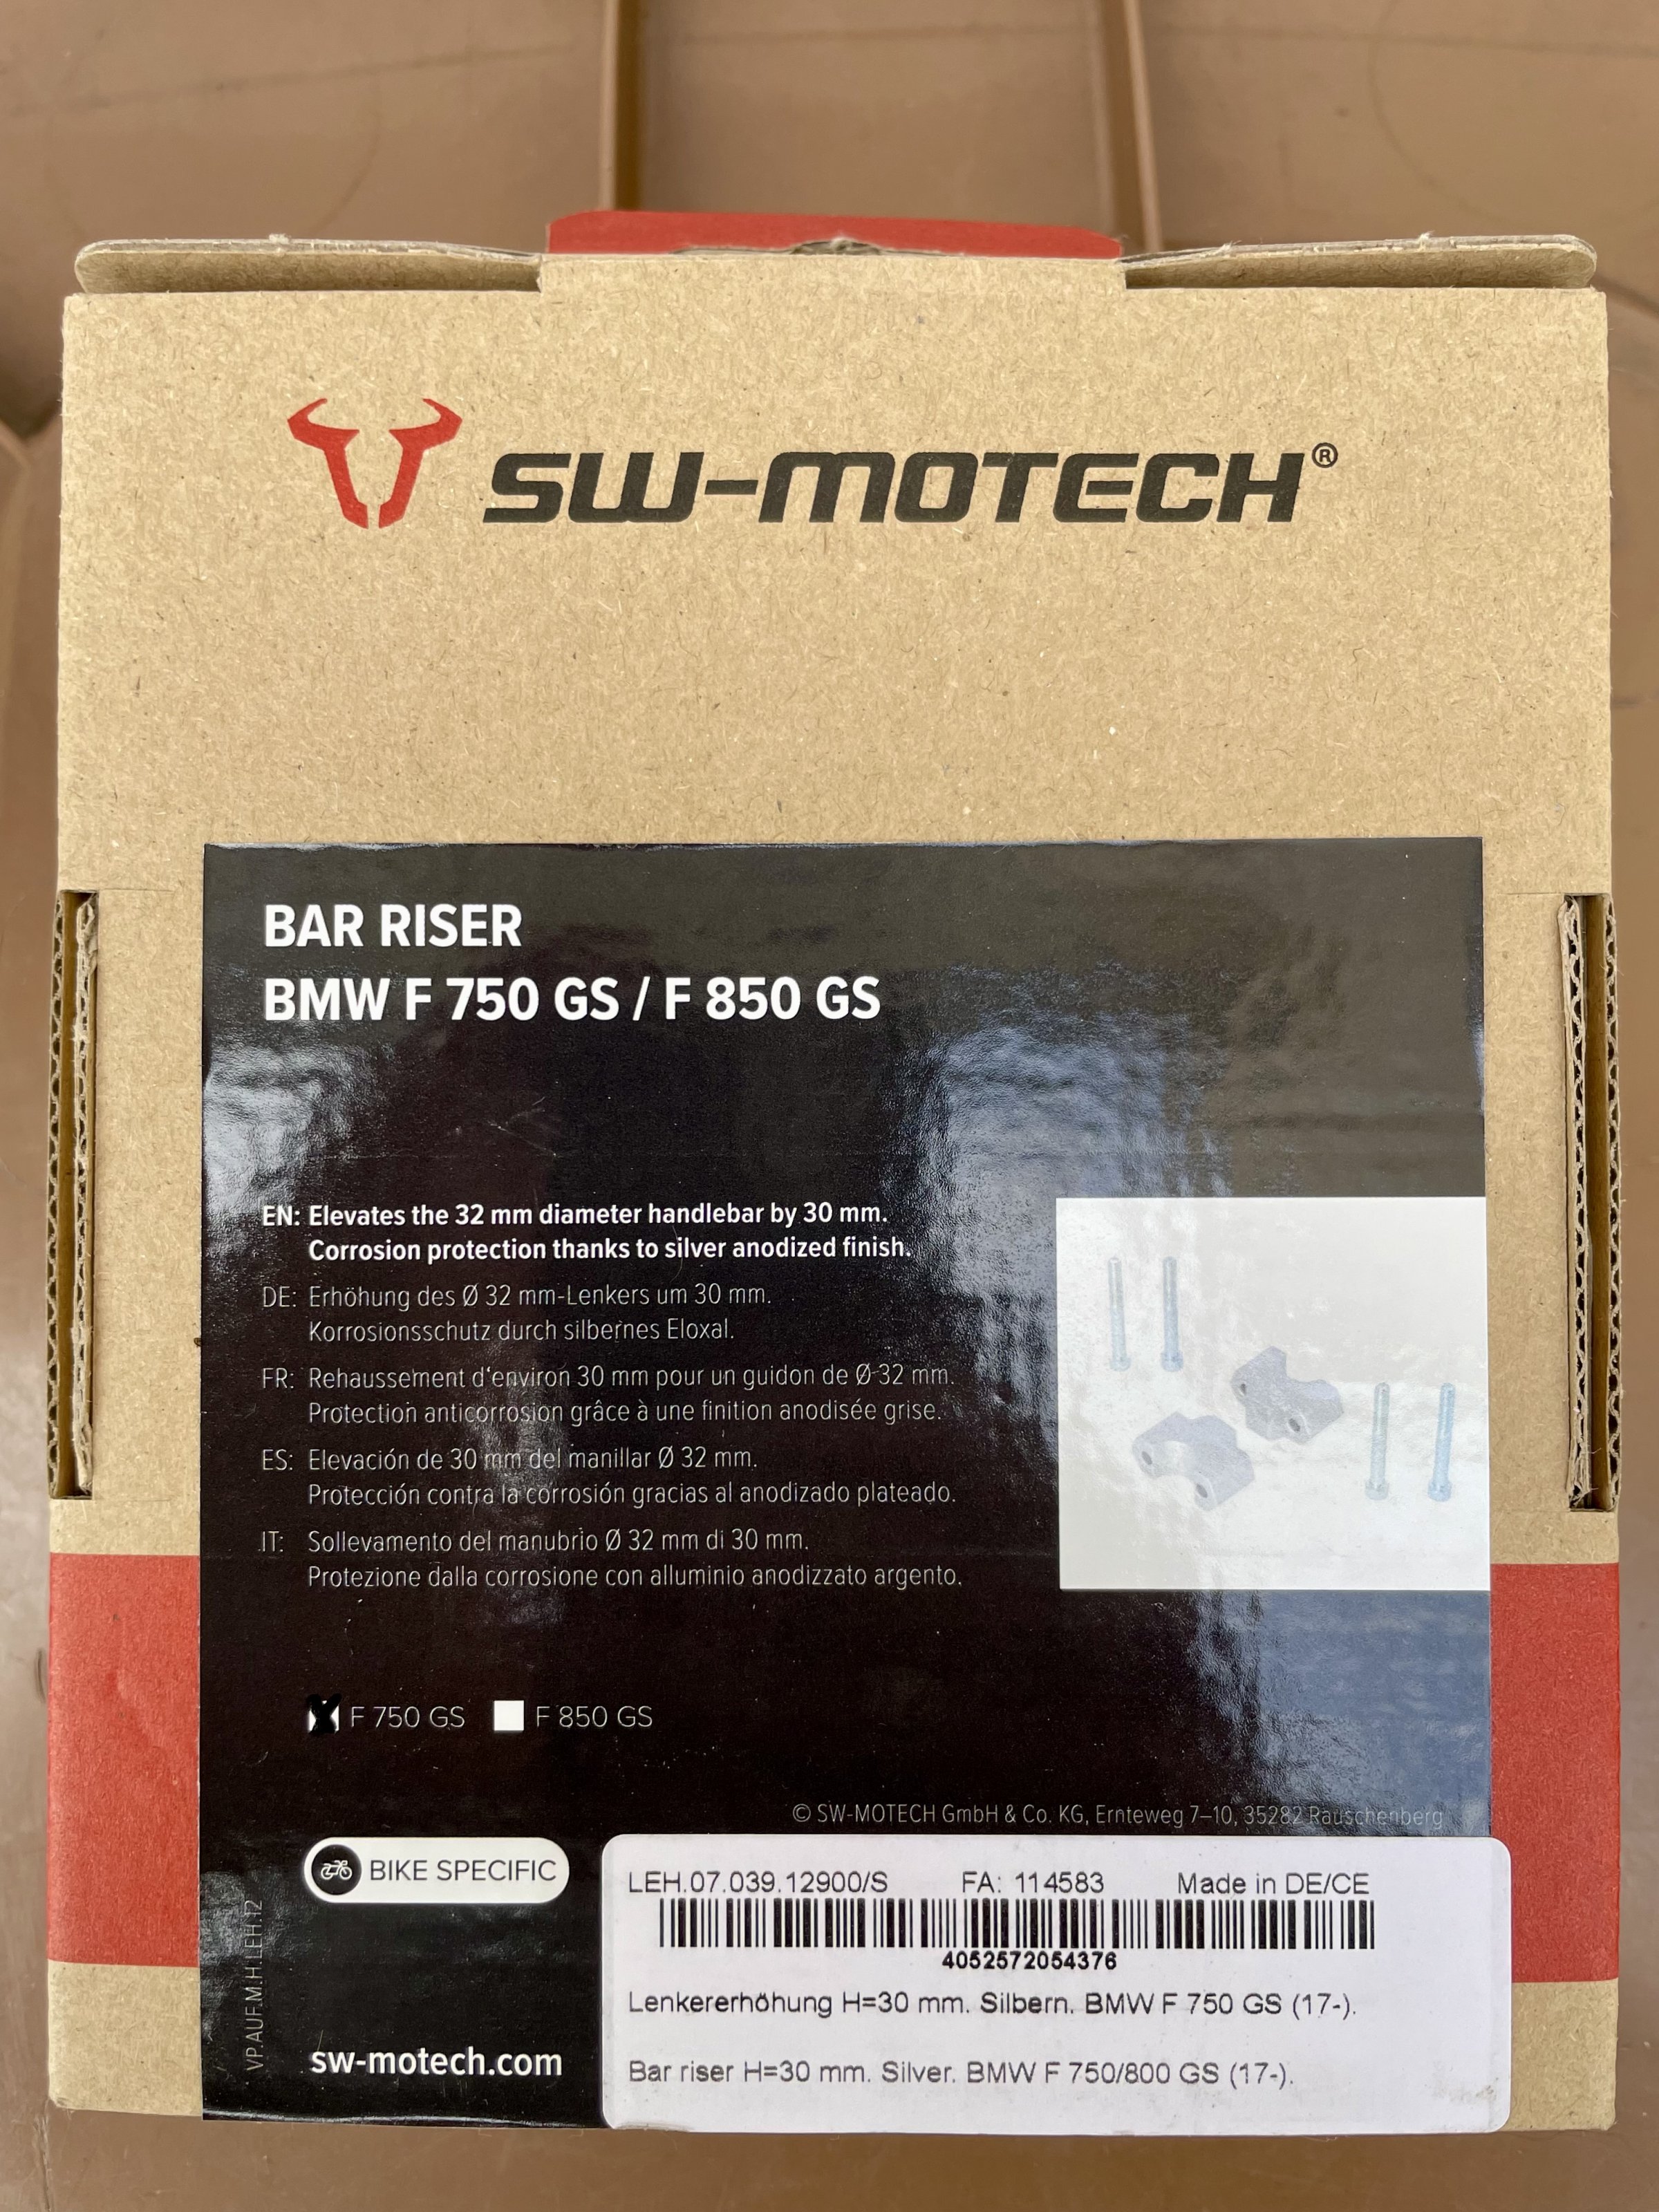 SW-MOTECH®
BAR RISER
BMW F 750 GS / F 850 GS
EN: Elevates the 32 mm diameter handlebar by 30 mm.
Corrosion protection thanks to silver anodized finish.
DE: Erhöhung des Ø 32 mm-Lenkers um 30 mm.
Korrosionsschutz durch silbernes Eloxal.
FR: Rehaussement d'environ 30 mm pour un guidon de Ø 32 mm.
Protection anticorrosion grâce à une finition anodisée grise.
ES: Elevación de 30 mm del manillar Ø 32 mm.
Protección contra la corrosión gracias al anodizado plateado.
IT: Sollevamento del manubrio Ø 32 mm di 30 mm.
Protezione dalla corrosione con alluminio anodizzato argento.
F 750 GS F 850 GS
© SW-MOTECH GmbH & Co. KG, Ernteweg 7–10, 35282 Rauschenberg
BIKE SPECIFIC
VP.AUF.M.H.LEH.12
sw-motech.com
LEH.07.039.12900/S FA: 114583 Made in DE/CE
4052572054376
Lenkererhöhung H=30 mm. Silbern. BMW F 750 GS (17-).
Bar riser H=30 mm. Silver. BMW F 750/800 GS (17-).